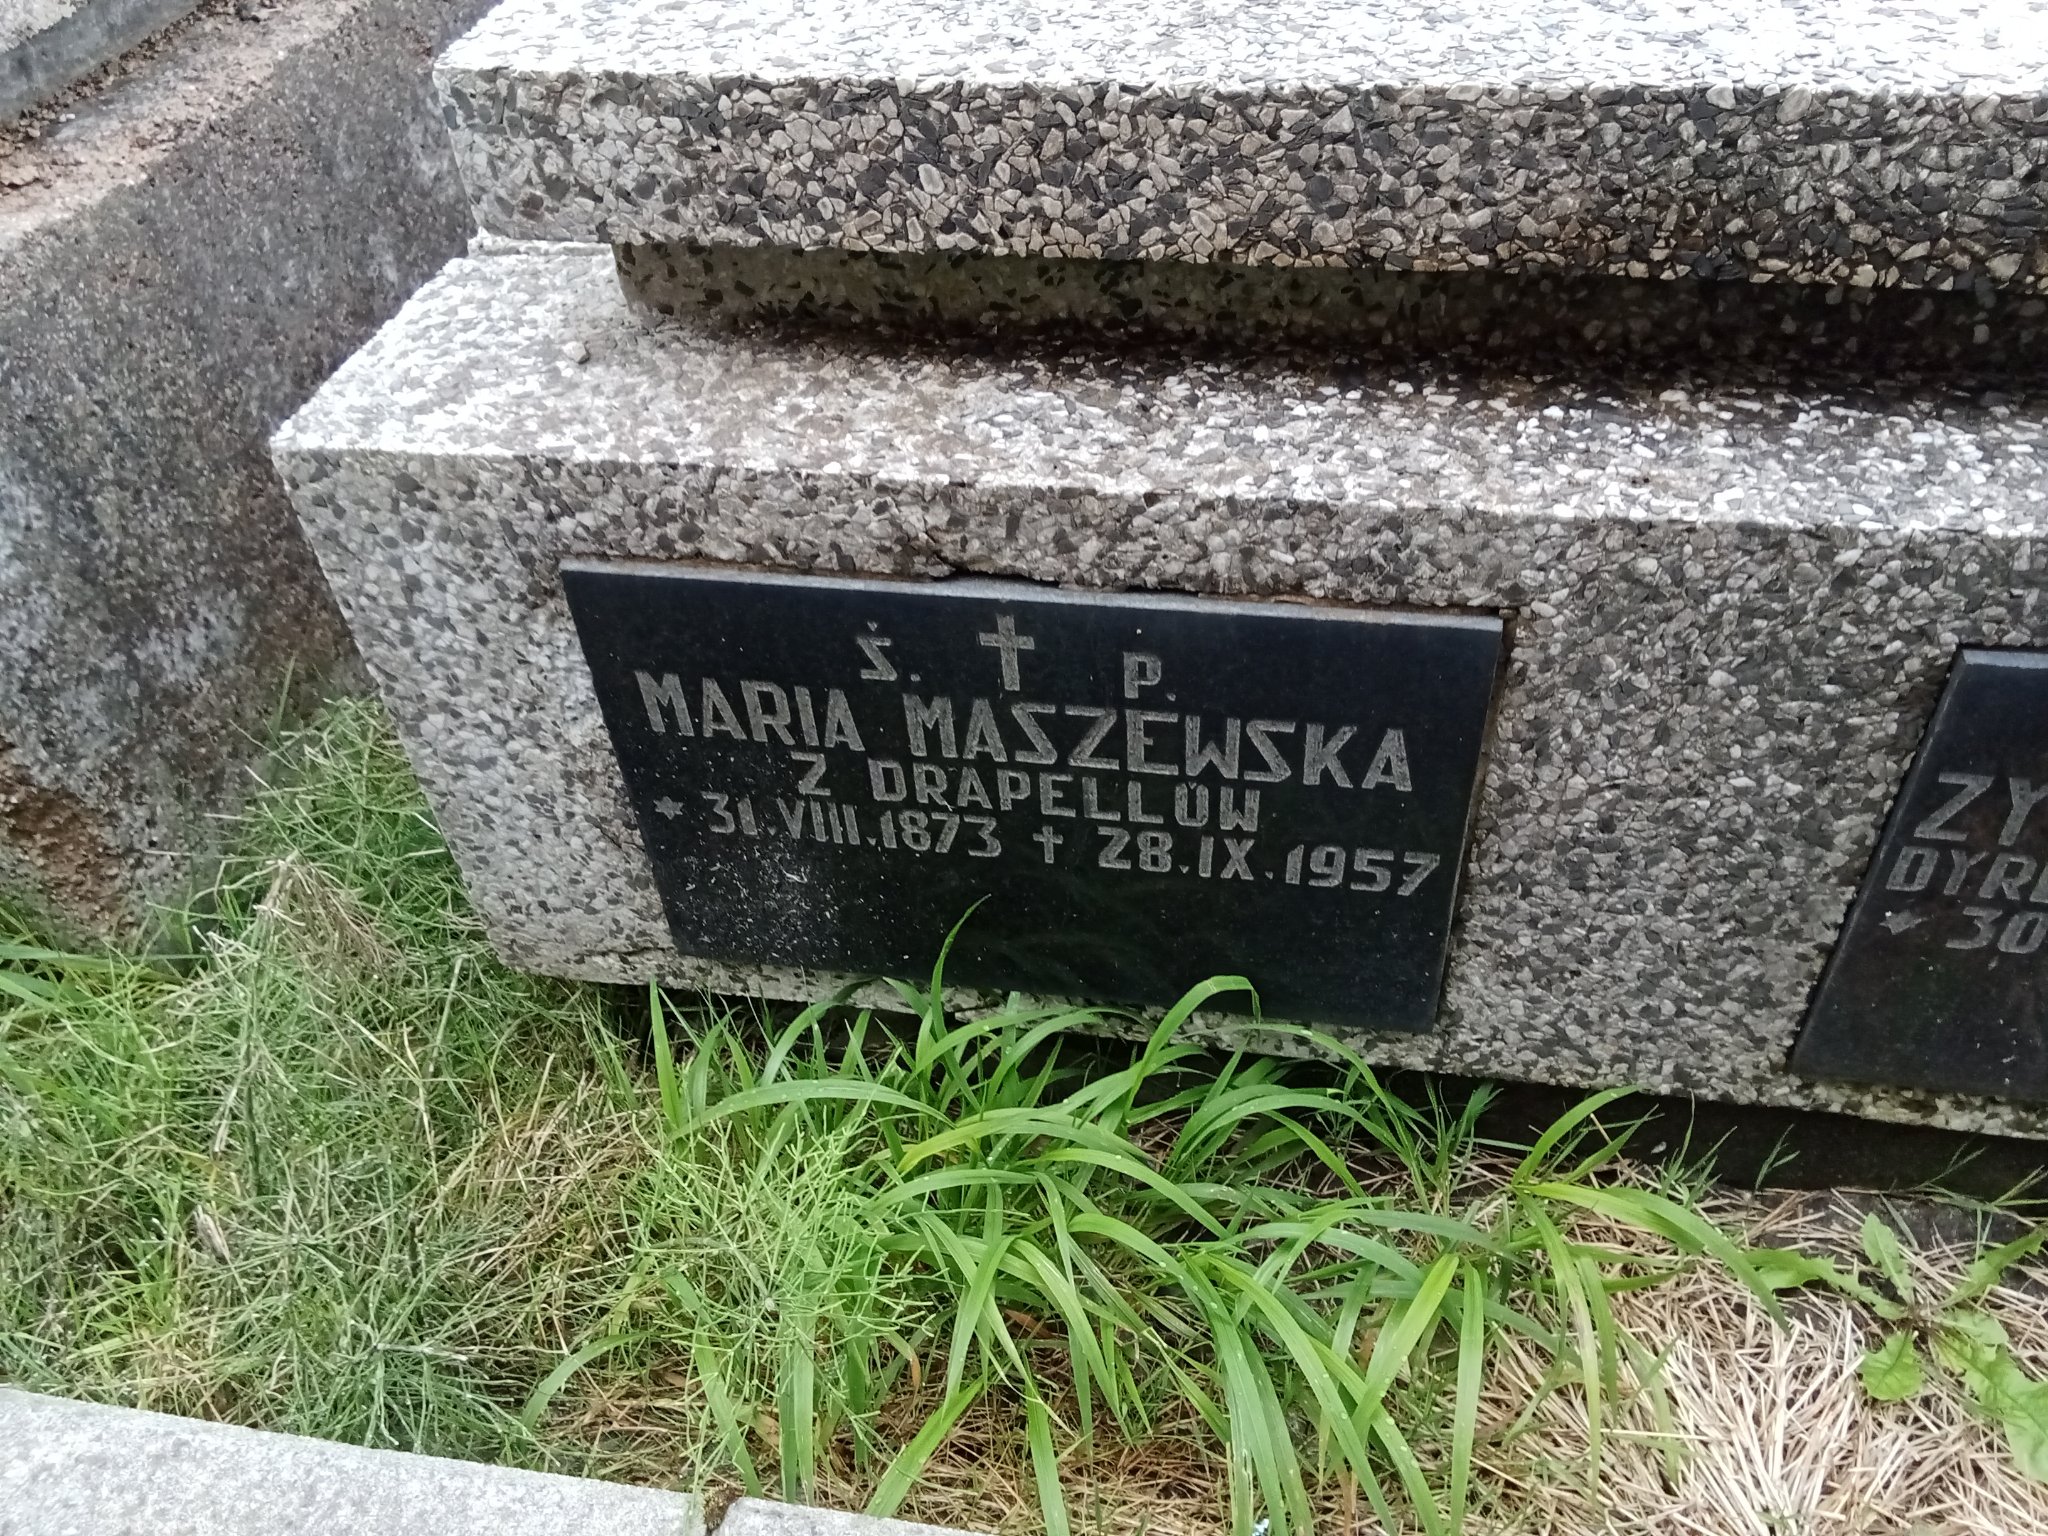 Ś. P.
MARIA MASZEWSKA
Z DRAPELLÓW
* 31.VIII.1873 † 28.IX.1957